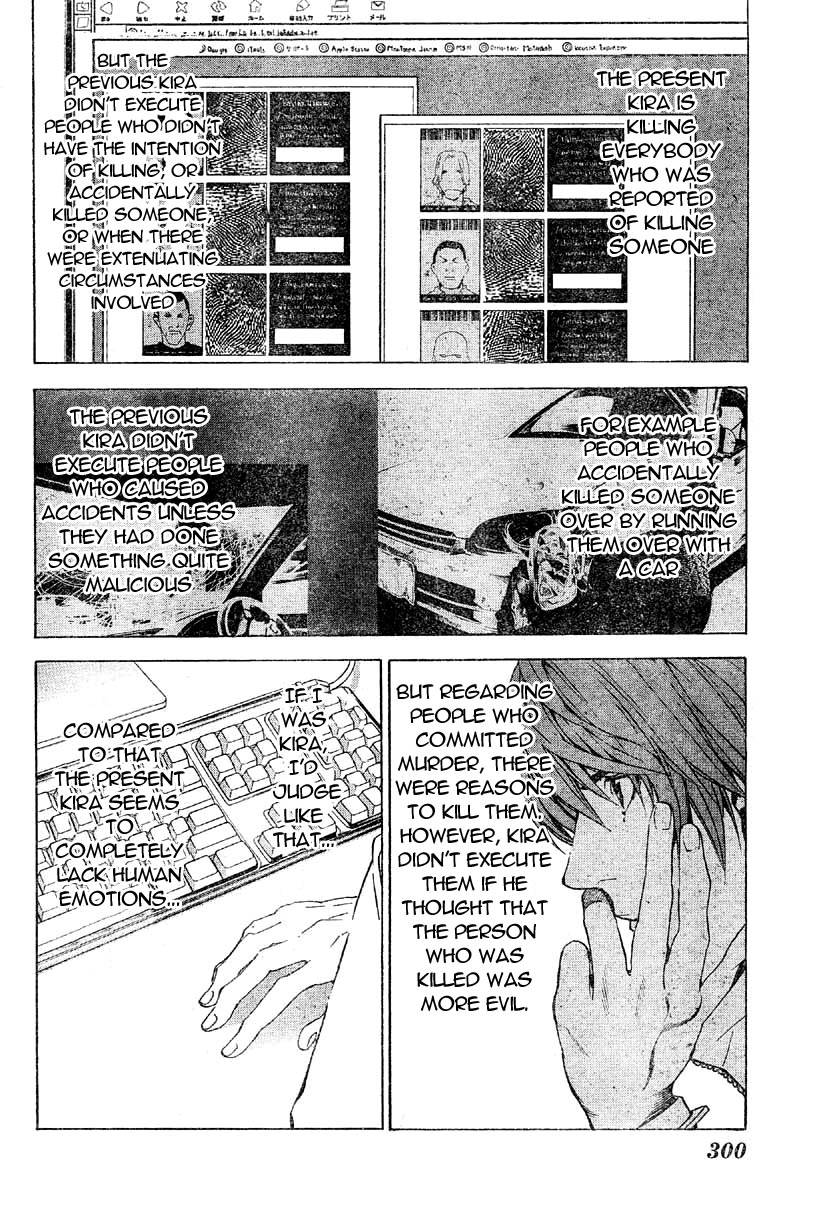 THE PRESENT
KIRA IS
KILLING
EVERYBODY
WHO WAS
REPORTED
OF KILLING
SOMEONE
BUT THE
PREVIOUS KIRA
DIDN'T EXECUTE
PEOPLE WHO DIDN'T
HAVE THE INTENTION
OF KILLING, OR
ACCIDENTALLY
KILLED SOMEONE,
OR WHEN THERE
WERE EXTENUATING
CIRCUMSTANCES
INVOLVED
FOR EXAMPLE
PEOPLE WHO
ACCIDENTALLY
KILLED SOMEONE
OVER BY RUNNING
THEM OVER WITH
A CAR
THE PREVIOUS
KIRA DIDN'T
EXECUTE PEOPLE
WHO CAUSED
ACCIDENTS UNLESS
THEY HAD DONE
SOMETHING QUITE
MALICIOUS
BUT REGARDING
PEOPLE WHO
COMMITTED
MURDER, THERE
WERE REASONS
TO KILL THEM.
HOWEVER, KIRA
DIDN'T EXECUTE
THEM IF HE
THOUGHT THAT
THE PERSON
WHO WAS
KILLED WAS
MORE EVIL.
IF I
WAS
KIRA,
I'D
JUDGE
LIKE
THAT...
COMPARED
TO THAT
THE PRESENT
KIRA SEEMS
TO
COMPLETELY
LACK HUMAN
EMOTIONS...
300